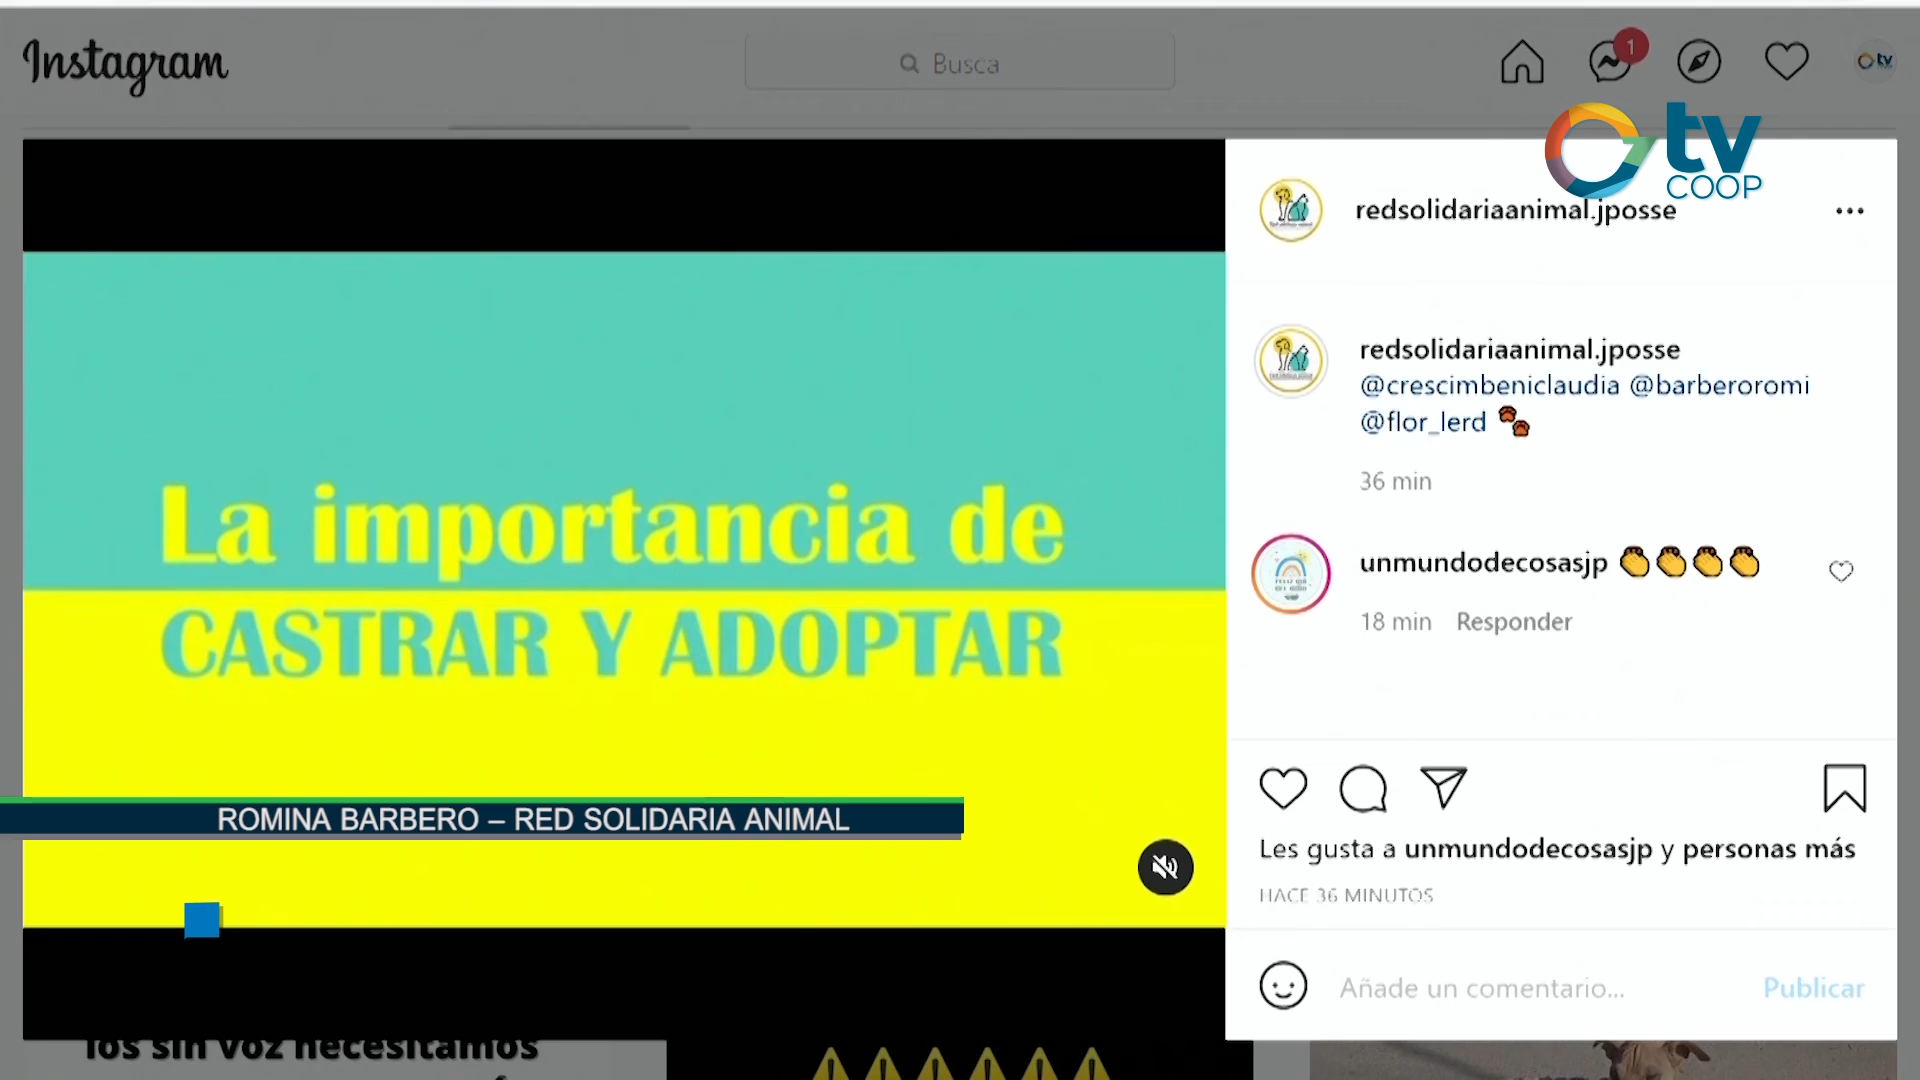 Instagram
Busca
1
tv
tv
COOP
redsolidariaanimal.jposse
redsolidariaanimal.jposse
@crescimbeniclaudia @barberoromi
@flor_lerd
36 min
unmundodecosasjp
18 min Responder
La importancia de
CASTRAR Y ADOPTAR
ROMINA BARBERO – RED SOLIDARIA ANIMAL
Les gusta a unmundodecosasjp y personas más
HACE 36 MINUTOS
Añade un comentario...
Publicar
los sin voz necesitamos